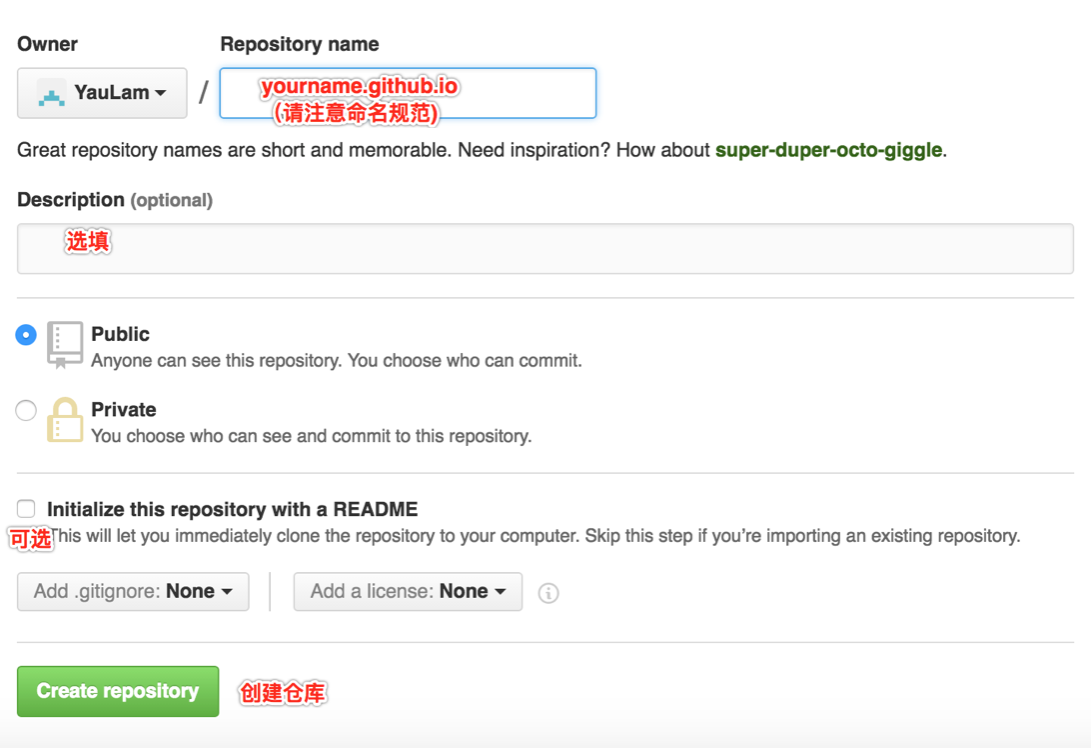 Owner
Repository name
YauLam
/
yourname.github.io
(请注意命名规范)
Great repository names are short and memorable. Need inspiration? How about super-duper-octo-giggle.
Description (optional)
选填
Public
Anyone can see this repository. You choose who can commit.
Private
You choose who can see and commit to this repository.
Initialize this repository with a README
可选
This will let you immediately clone the repository to your computer. Skip this step if you're importing an existing repository.
Add .gitignore: None
Add a license: None
Create repository
创建仓库